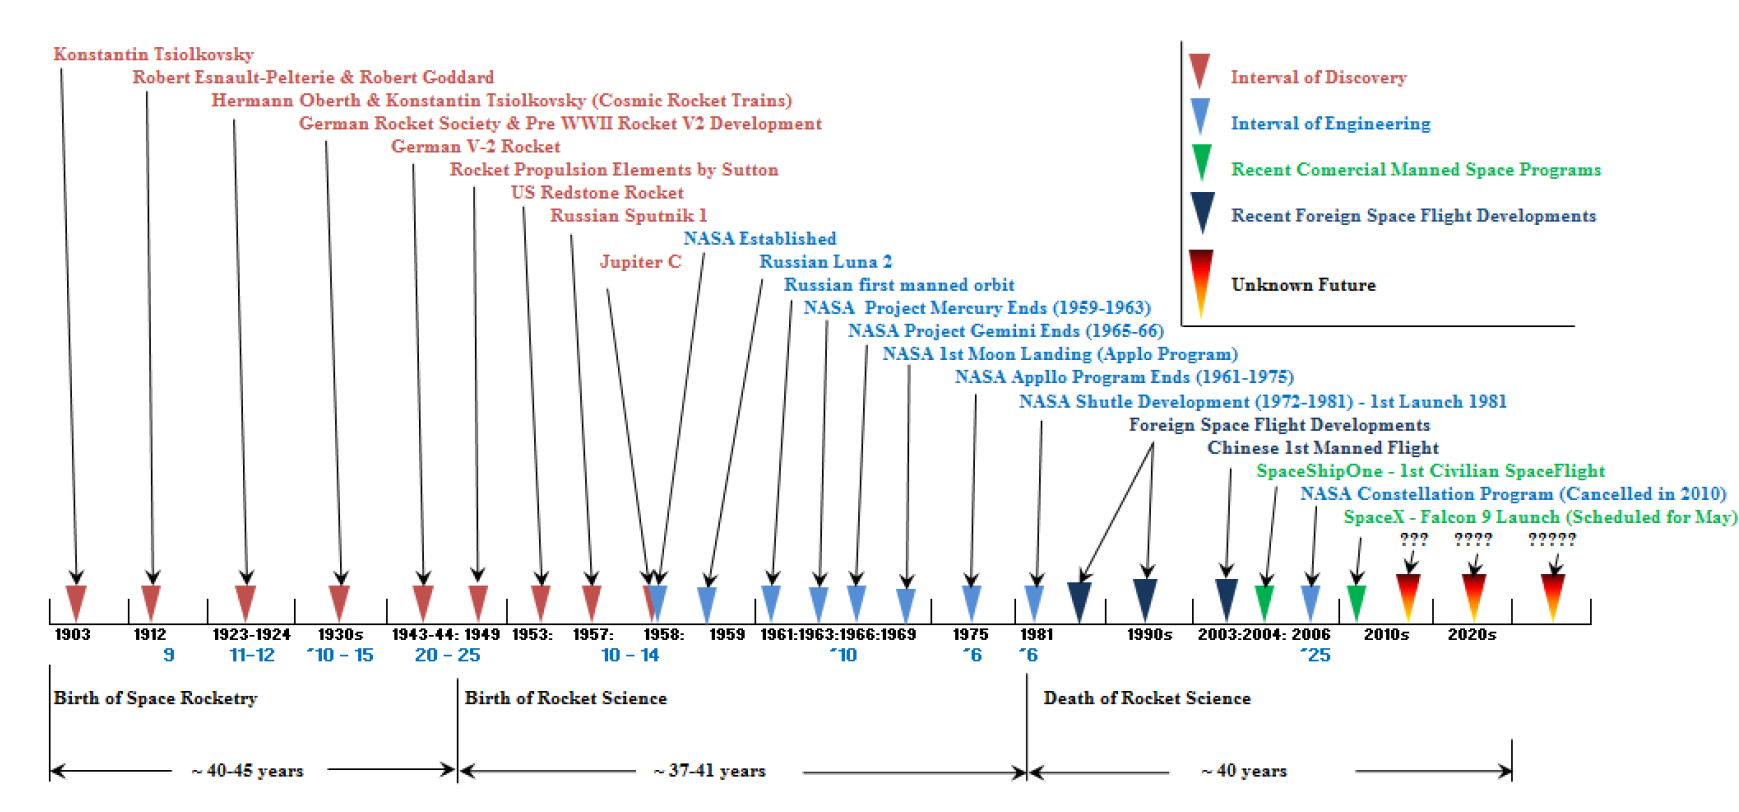 Konstantin Tsiolkovsky
Robert Esnault-Pelterie & Robert Goddard
Hermann Oberth & Konstantin Tsiolkovsky (Cosmic Rocket Trains)
German Rocket Society & Pre WWII Rocket V2 Development
German V-2 Rocket
Rocket Propulsion Elements by Sutton
US Redstone Rocket
Russian Sputnik 1
NASA Established
Jupiter C
Russian Luna 2
Russian first manned orbit
NASA  Project Mercury Ends (1959-1963)
NASA Project Gemini Ends (1965-66)
NASA 1st Moon Landing (Applo Program)
NASA Appllo Program Ends (1961-1975)
NASA Shutle Development (1972-1981) - 1st Launch 1981
Foreign Space Flight Developments
Chinese 1st Manned Flight
SpaceShipOne - 1st Civilian SpaceFlight
NASA Constellation Program (Cancelled in 2010)
SpaceX - Falcon 9 Launch (Scheduled for May)
??? ???? ?????
Interval of Discovery
Interval of Engineering
Recent Comercial Manned Space Programs
Recent Foreign Space Flight Developments
Unknown Future
1903 1912 1923-1924 1930s 1943-44: 1949 1953: 1957: 1958: 1959 1961:1963:1966:1969 1975 1981 1990s 2003:2004: 2006 2010s 2020s
9 11-12 ˜10 - 15 20 - 25 10 - 14 ˜10 ˜6 ˜6 ˜25
Birth of Space Rocketry
Birth of Rocket Science
Death of Rocket Science
~ 40-45 years
~ 37-41 years
~ 40 years